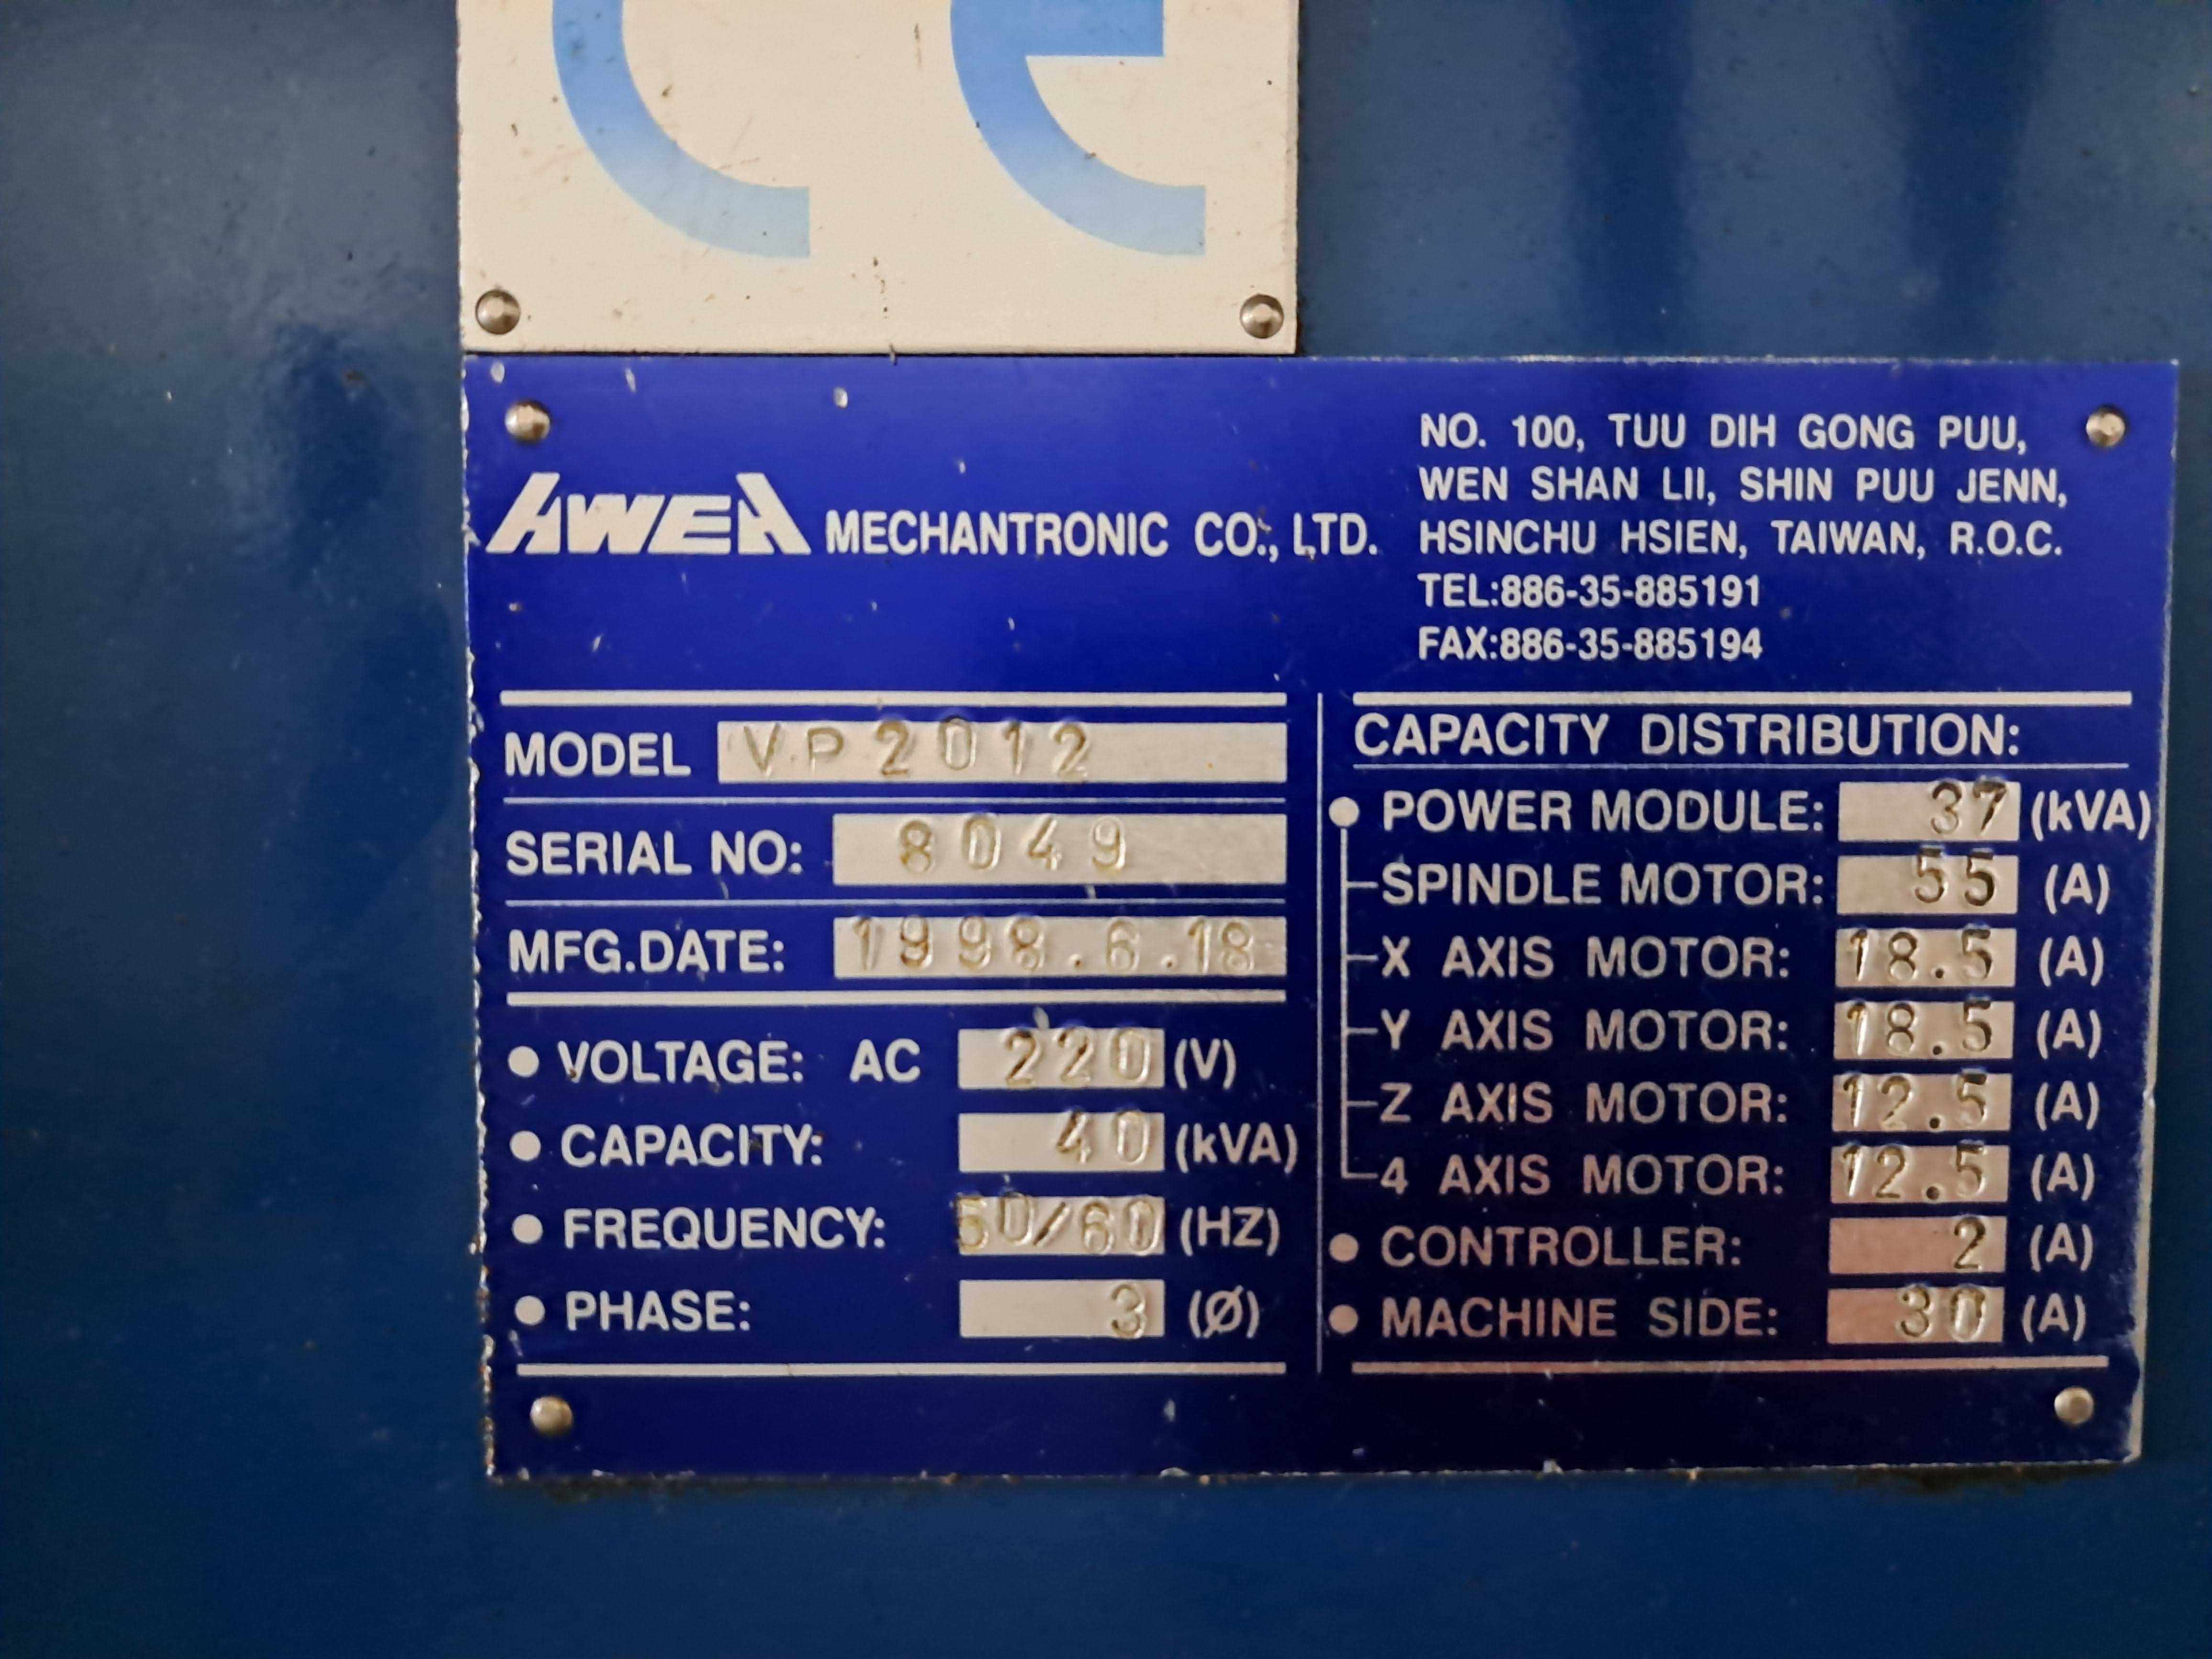 CE
AWEA MECHANTRONIC CO., LTD.
NO. 100, TUU DIH GONG PUU,
WEN SHAN LII, SHIN PUU JENN,
HSINCHU HSIEN, TAIWAN, R.O.C.
TEL:886-35-885191
FAX:886-35-885194
MODEL VP2012
SERIAL NO: 8049
MFG.DATE: 1998.6.18
VOLTAGE: AC 220 (V)
CAPACITY: 40 (kVA)
FREQUENCY: 50/60 (HZ)
PHASE: 3 (Ø)
CAPACITY DISTRIBUTION:
POWER MODULE: 37 (kVA)
SPINDLE MOTOR: 55 (A)
X AXIS MOTOR: 18.5 (A)
Y AXIS MOTOR: 18.5 (A)
Z AXIS MOTOR: 12.5 (A)
4 AXIS MOTOR: 12.5 (A)
CONTROLLER: 2 (A)
MACHINE SIDE: 30 (A)